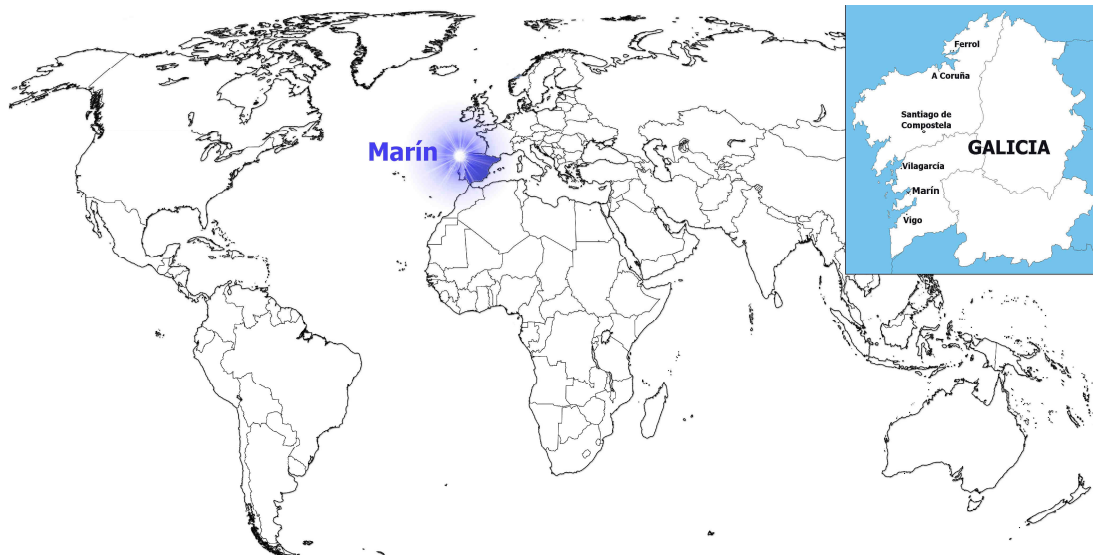 Marín
Ferrol
A Coruña
Santiago de
Compostela
GALICIA
Vilagarcía
Marín
Vigo